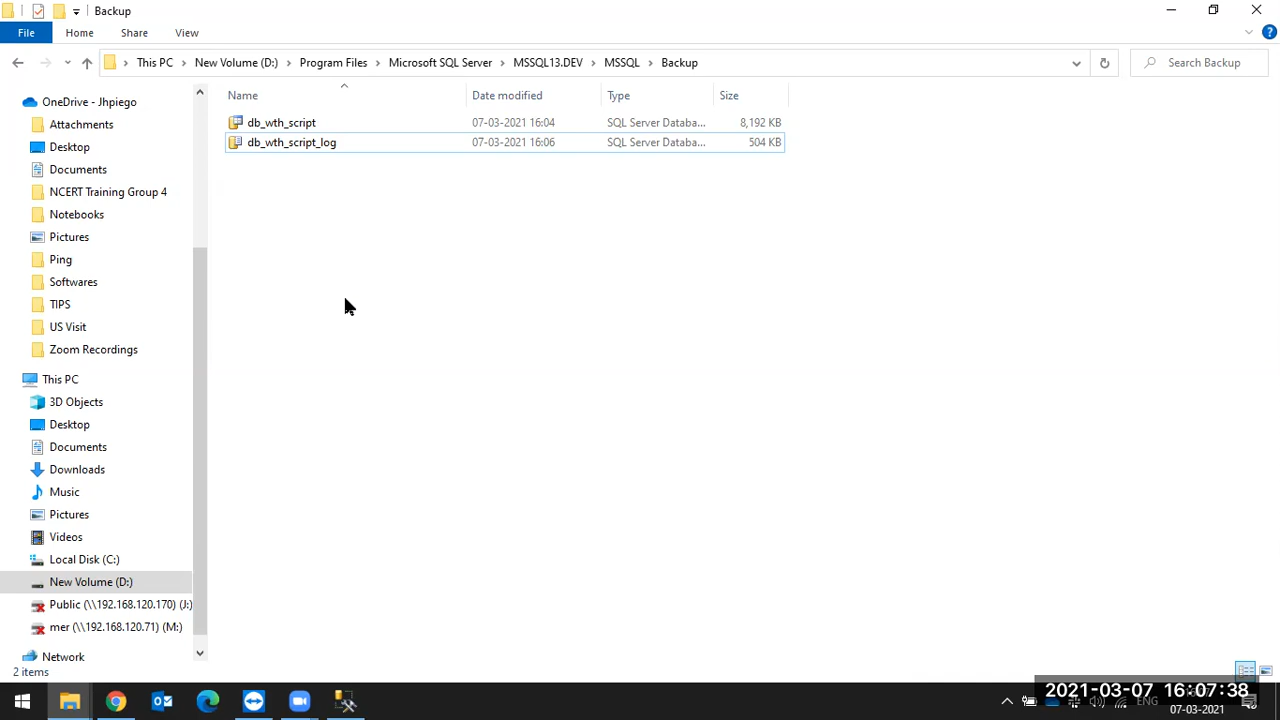 Backup
File Home Share View
This PC New Volume (D:) Program Files Microsoft SQL Server MSSQL13.DEV MSSQL Backup Search Backup
Name Date modified Type Size
db_wth_script 07-03-2021 16:04 SQL Server Databa... 8,192 KB
db_wth_script_log 07-03-2021 16:06 SQL Server Databa... 504 KB
OneDrive - Jhpiego
Attachments
Desktop
Documents
NCERT Training Group 4
Notebooks
Pictures
Ping
Softwares
TIPS
US Visit
Zoom Recordings
This PC
3D Objects
Desktop
Documents
Downloads
Music
Pictures
Videos
Local Disk (C:)
New Volume (D:)
Public (\\192.168.120.170) (J:)
mer (\\192.168.120.71) (M:)
Network
2 items
2021-03-07 16:07:38
ENG
07-03-2021